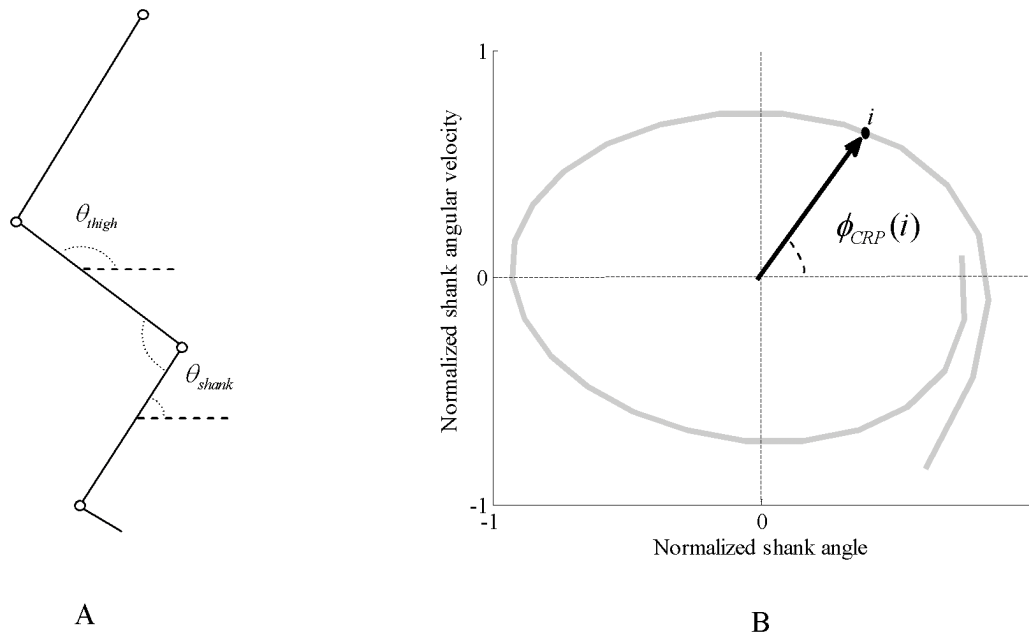 θthigh
θshank
A
1
Normalized shank angular velocity
i
ϕCRP(i)
0
-1
-1
0
Normalized shank angle
B